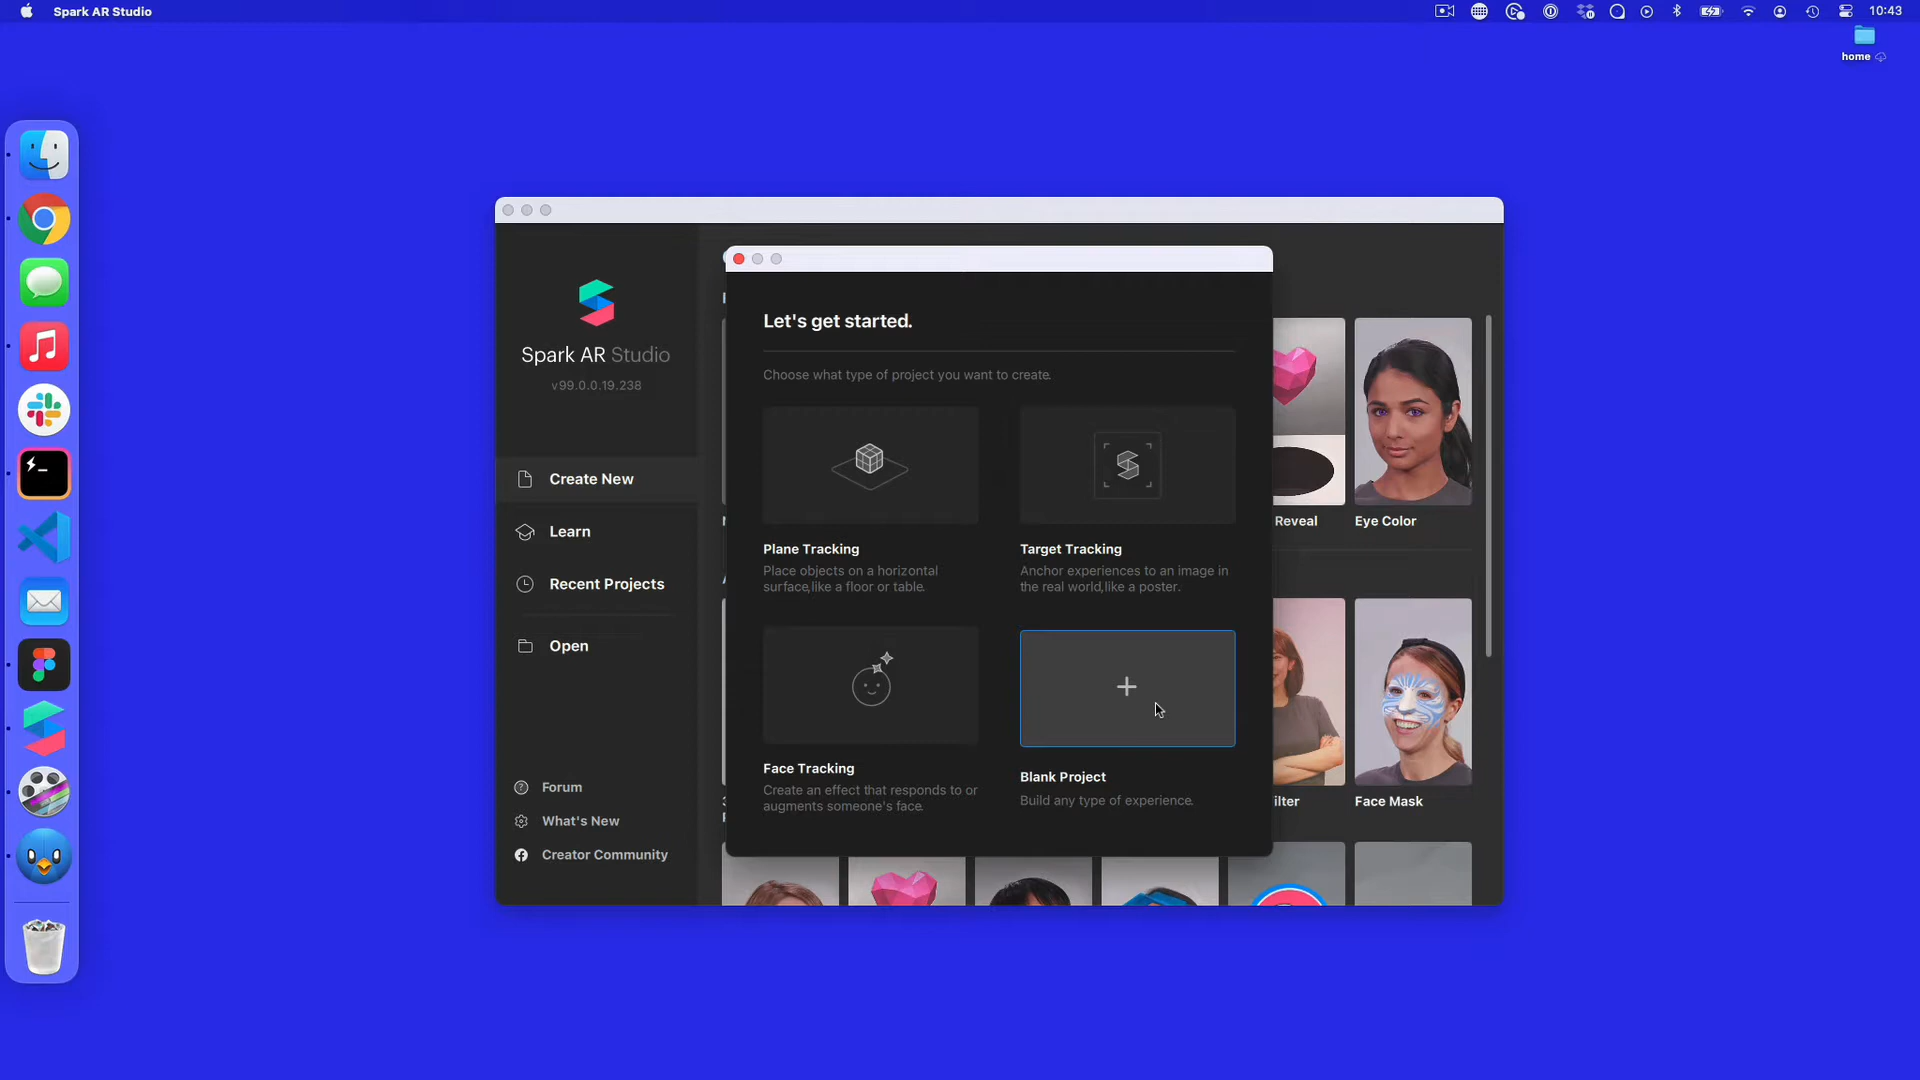 Spark AR Studio
10:43
home
Spark AR Studio
v99.0.0.19.238
Create New
Learn
Recent Projects
Open
Forum
What's New
Creator Community
Let's get started.
Choose what type of project you want to create.
Plane Tracking
Place objects on a horizontal
surface,like a floor or table.
Target Tracking
Anchor experiences to an image in
the real world,like a poster.
Face Tracking
Create an effect that responds to or
augments someone's face.
Blank Project
Build any type of experience.
Reveal
Eye Color
ilter
Face Mask